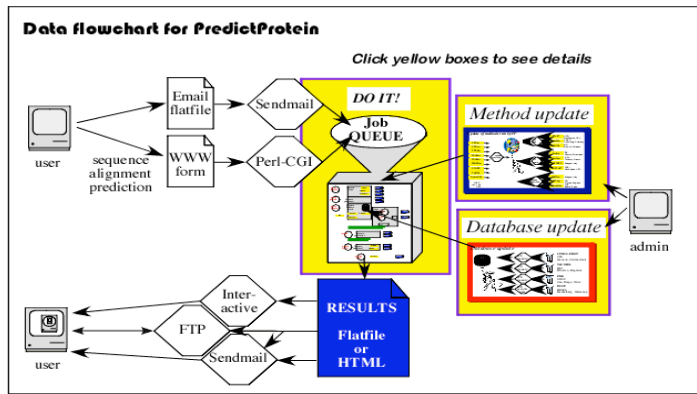 Data flowchart for PredictProtein
Click yellow boxes to see details
Email
flatfile
Sendmail
DO IT!
Job
QUEUE
Method update
user
WWW
form
Perl-CGI
sequence
alignment
prediction
Database update
admin
Inter-
active
RESULTS
FTP
Flatfile
or
HTML
Sendmail
user